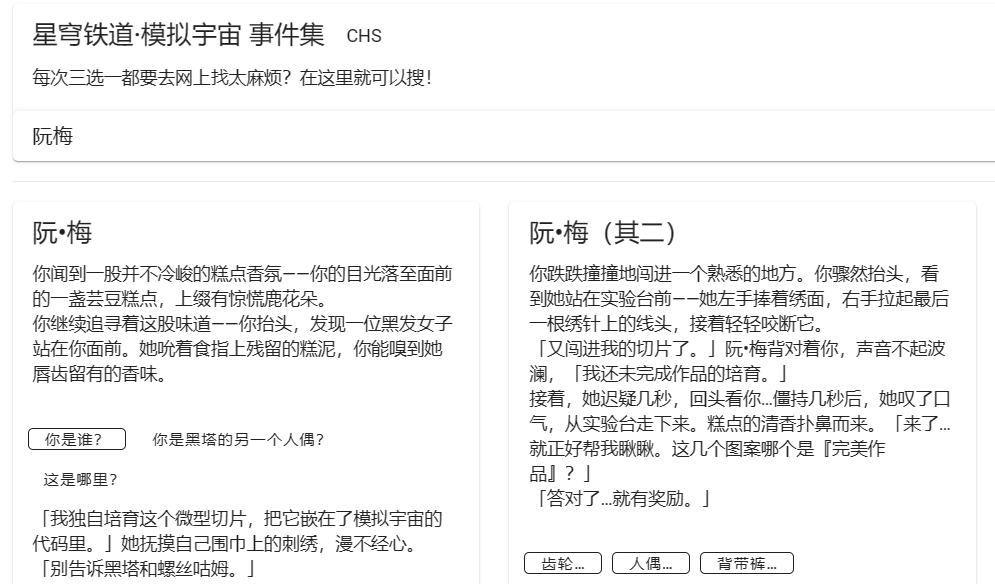 星穹铁道·模拟宇宙 事件集 CHS
每次三选一都要去网上找太麻烦？在这里就可以搜！
阮梅
阮•梅
你闻到一股并不冷峻的糕点香氛——你的目光落至面前
的一盏芸豆糕点，上缀有惊慌鹿花朵。
你继续追寻着这股味道——你抬头，发现一位黑发女子
站在你面前。她吮着食指上残留的糕泥，你能嗅到她
唇齿留有的香味。
你是谁？ 你是黑塔的另一个人偶？
这是哪里？
「我独自培育这个微型切片，把它嵌在了模拟宇宙的
代码里。」她抚摸自己围巾上的刺绣，漫不经心。
「别告诉黑塔和螺丝咕姆。」
阮•梅（其二）
你跌跌撞撞地闯进一个熟悉的地方。你骤然抬头，看
到她站在实验台前——她左手捧着绣面，右手拉起最后
一根绣针上的线头，接着轻轻咬断它。
「又闯进我的切片了。」阮•梅背对着你，声音不起波
澜，「我还未完成作品的培育。」
接着，她迟疑几秒，回头看你...僵持几秒后，她叹了口
气，从实验台走下来。糕点的清香扑鼻而来。「来了...
就正好帮我瞅瞅。这几个图案哪个是『完美作
品』？」
「答对了...就有奖励。」
齿轮... 人偶... 背带裤...